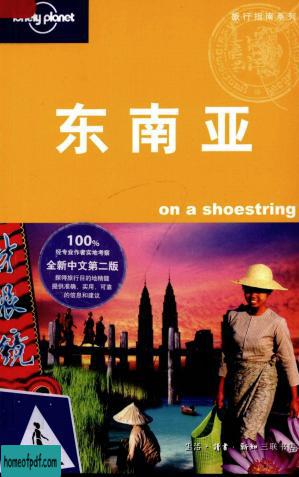 lonely planet
旅行指南系列
东南亚
on a shoestring
100%
经专业作者实地考察
全新中文第二版
探得旅行目的地精髓
提供准确、实用、可靠
的信息和建议
生活·读书·新知 三联书店
homeofpdf.com